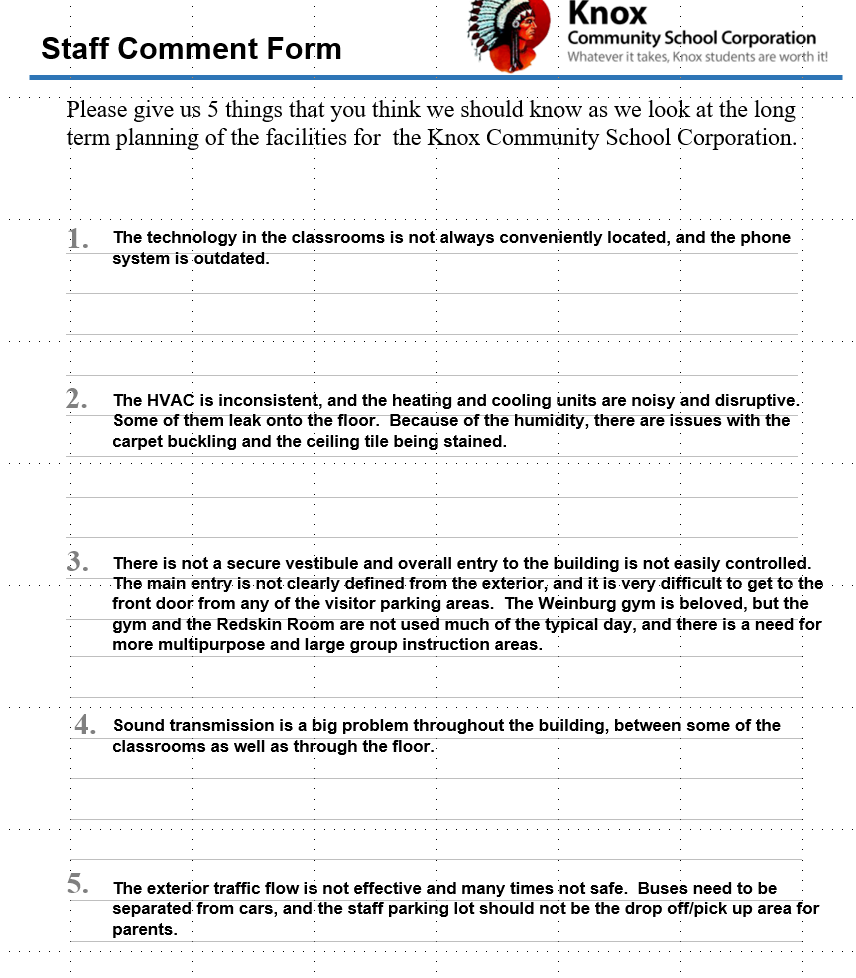 Knox
Staff Comment Form
Community School Corporation
Whatever it takes, Knox students are worth it!
Please give us 5 things that you think we should know as we look at the long
term planning of the facilities for the Knox Community School Corporation.
1. The technology in the classrooms is not always conveniently located, and the phone
system is outdated.
2. The HVAC is inconsistent, and the heating and cooling units are noisy and disruptive.
Some of them leak onto the floor. Because of the humidity, there are issues with the
carpet buckling and the ceiling tile being stained.
3. There is not a secure vestibule and overall entry to the building is not easily controlled.
The main entry is not clearly defined from the exterior, and it is very difficult to get to the
front door from any of the visitor parking areas. The Weinburg gym is beloved, but the
gym and the Redskin Room are not used much of the typical day, and there is a need for
more multipurpose and large group instruction areas.
4. Sound transmission is a big problem throughout the building, between some of the
classrooms as well as through the floor.
5. The exterior traffic flow is not effective and many times not safe. Buses need to be
separated from cars, and the staff parking lot should not be the drop off/pick up area for
parents.